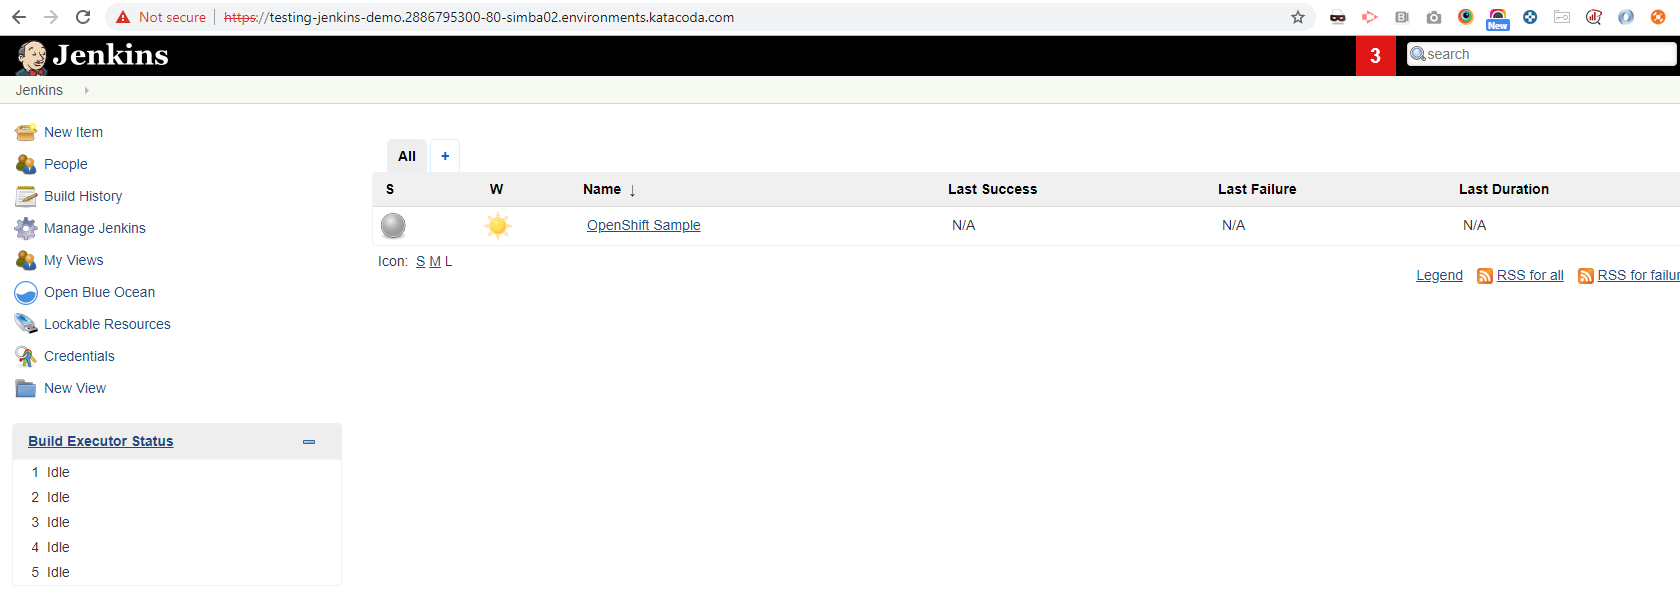 Not secure | https://testing-jenkins-demo.2886795300-80-simba02.environments.katacoda.com
New
Jenkins 3 search
Jenkins
New Item
People
Build History
Manage Jenkins
My Views
Open Blue Ocean
Lockable Resources
Credentials
New View
Build Executor Status
1 Idle
2 Idle
3 Idle
4 Idle
5 Idle
All +
S W Name ↓ Last Success Last Failure Last Duration
OpenShift Sample N/A N/A N/A
Icon: S M L
Legend RSS for all RSS for failur